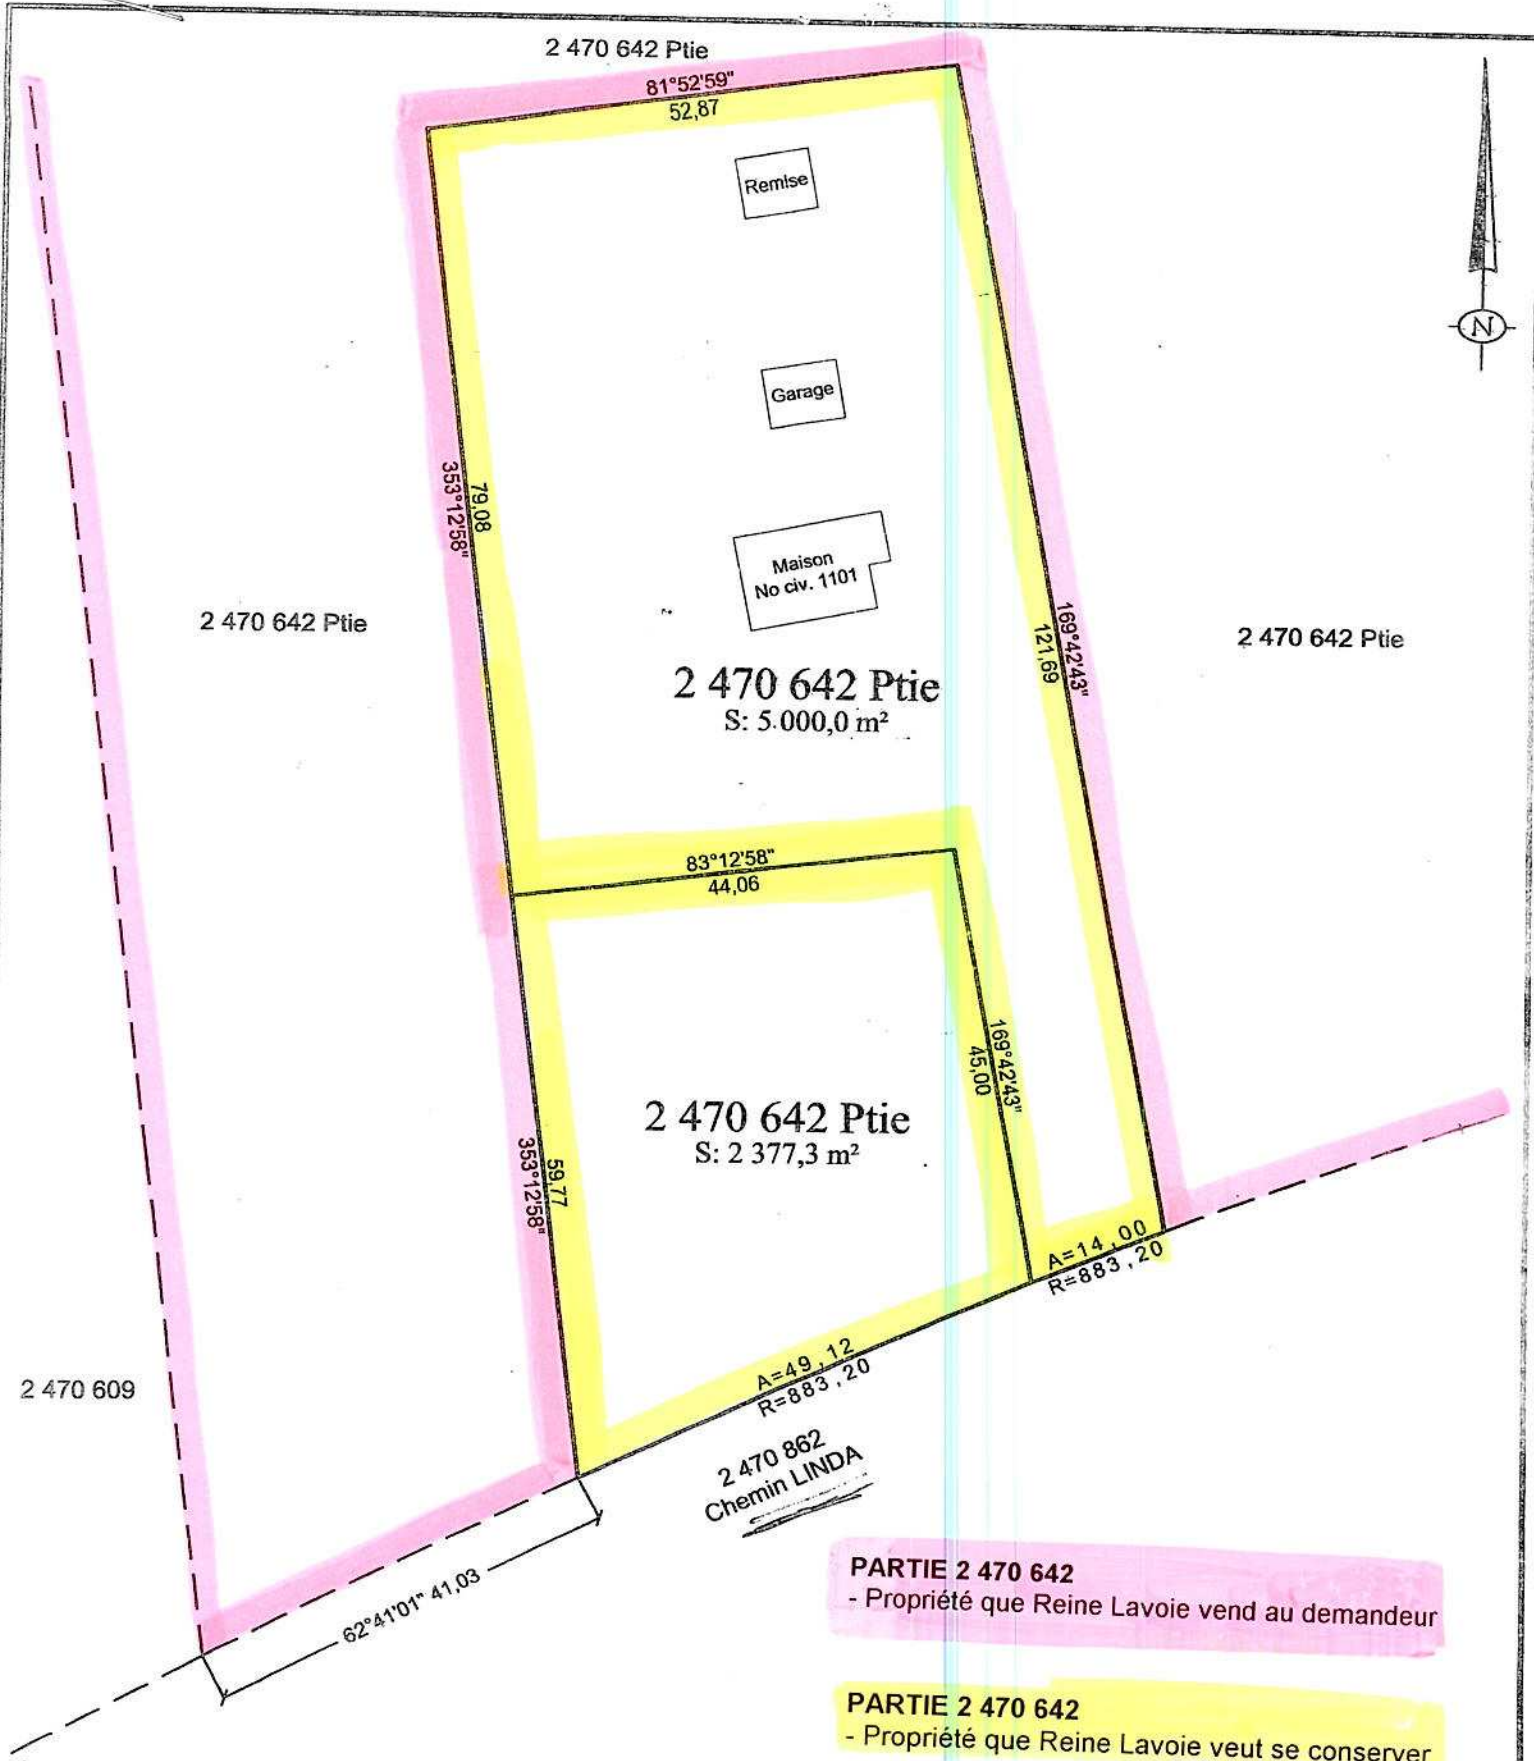 2 470 642 Ptie
81°52'59"
52,87
Remise
N
Garage
79,08
353°12'58"
Maison
No civ. 1101
2 470 642 Ptie
169°42'43"
121,69
2 470 642 Ptie
2 470 642 Ptie
S: 5 000,0 m²
83°12'58"
44,06
169°42'43"
45,00
2 470 642 Ptie
S: 2 377,3 m²
59,77
353°12'58"
A=14,00
R=883,20
A=49,12
R=883,20
2 470 609
2 470 862
Chemin LINDA
62°41'01" 41,03
PARTIE 2 470 642
- Propriété que Reine Lavoie vend au demandeur
PARTIE 2 470 642
- Propriété que Reine Lavoie veut se conserver